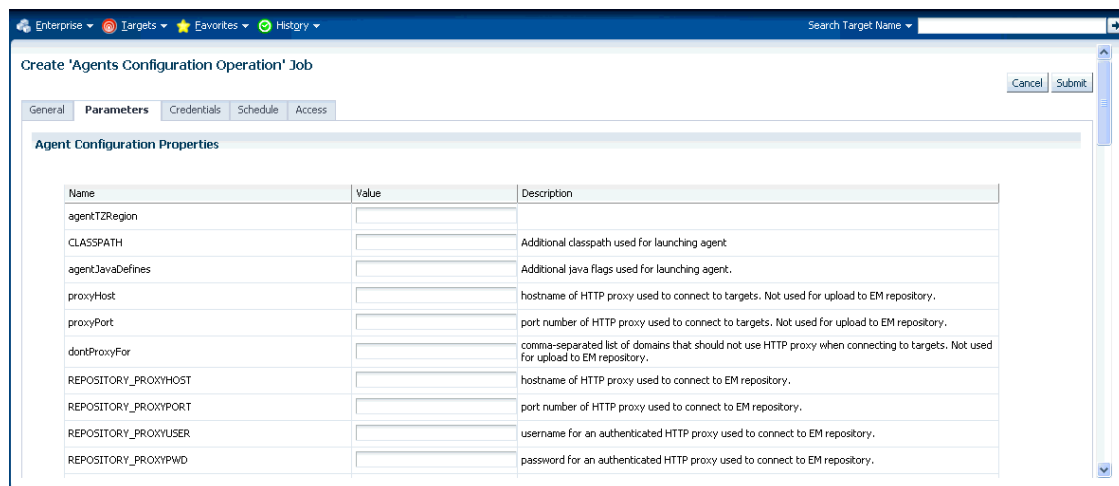 Enterprise Targets Favorites History Search Target Name
Create 'Agents Configuration Operation' Job
Cancel Submit
General Parameters Credentials Schedule Access
Agent Configuration Properties
Name Value Description
agentTZRegion
CLASSPATH Additional classpath used for launching agent
agentJavaDefines Additional java flags used for launching agent.
proxyHost hostname of HTTP proxy used to connect to targets. Not used for upload to EM repository.
proxyPort port number of HTTP proxy used to connect to targets. Not used for upload to EM repository.
dontProxyFor comma-separated list of domains that should not use HTTP proxy when connecting to targets. Not used
for upload to EM repository.
REPOSITORY_PROXYHOST hostname of HTTP proxy used to connect to EM repository.
REPOSITORY_PROXYPORT port number of HTTP proxy used to connect to EM repository.
REPOSITORY_PROXYUSER username for an authenticated HTTP proxy used to connect to EM repository.
REPOSITORY_PROXYPWD password for an authenticated HTTP proxy used to connect to EM repository.